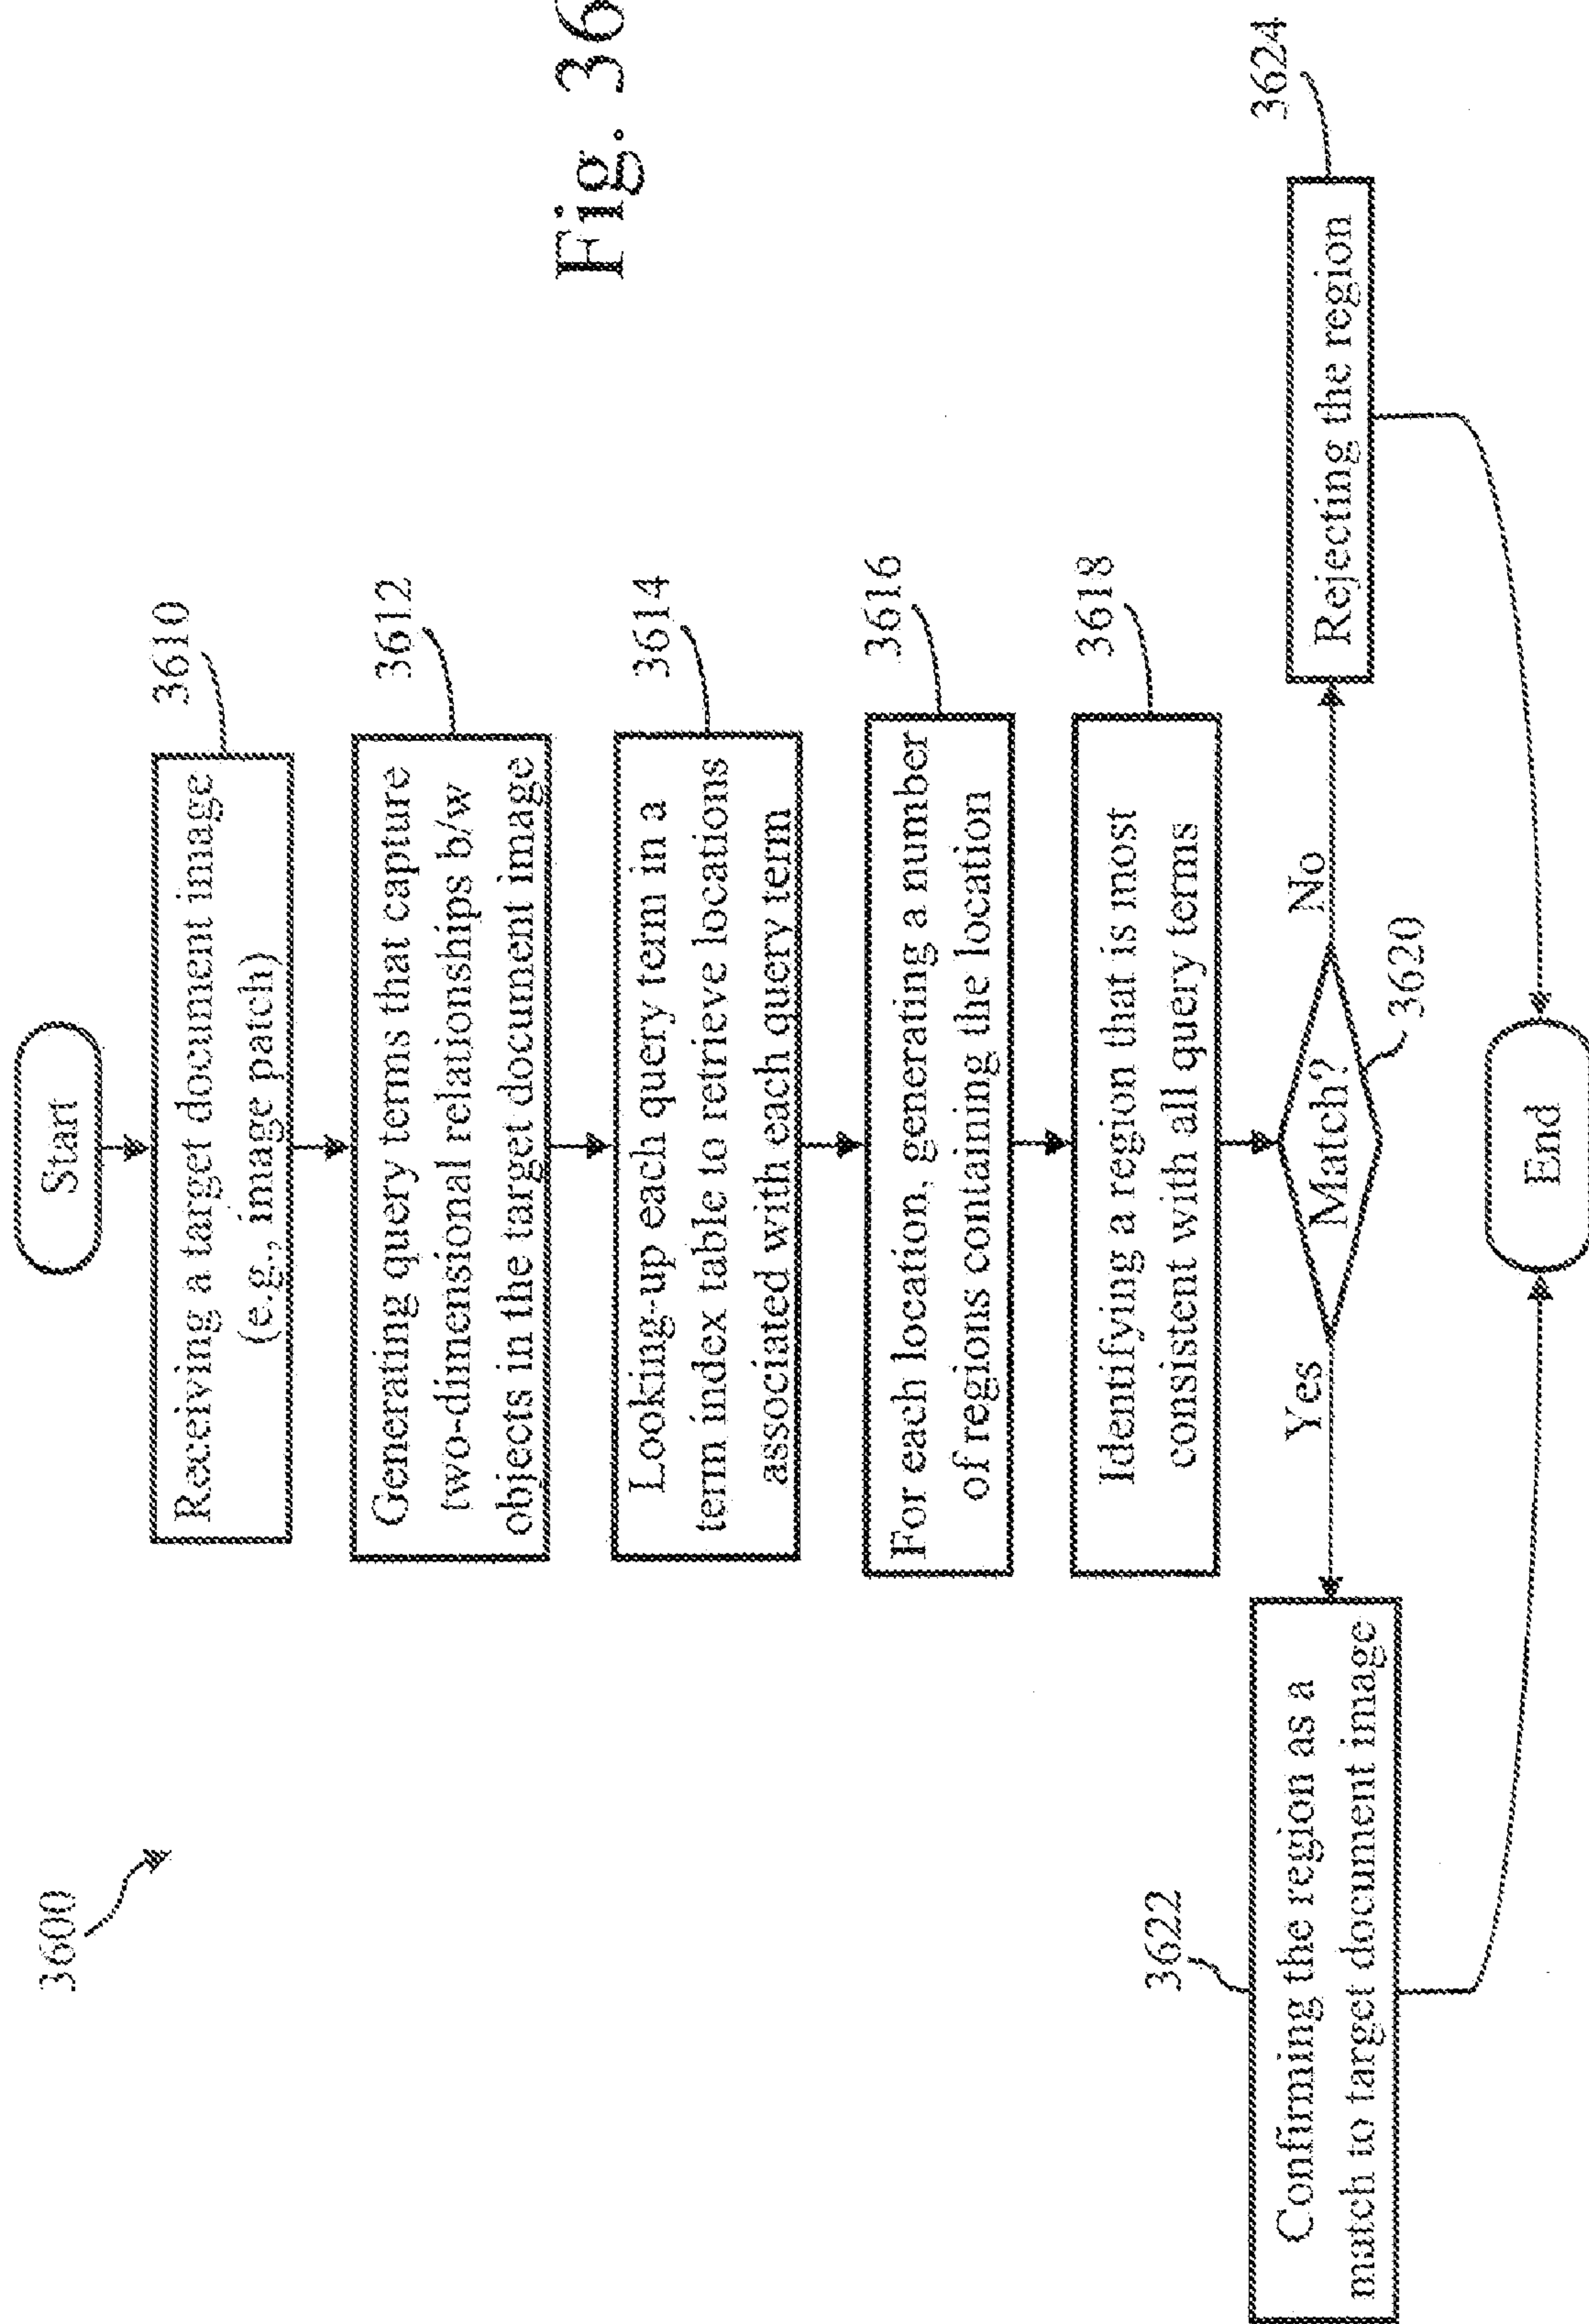 3600
Start
3610
Receiving a target document image
(e.g., image patch)
3612
Generating query terms that capture
two-dimensional relationships b/w
objects in the target document image
3614
Looking-up each query term in a
term index table to retrieve locations
associated with each query term
3616
For each location, generating a number
of regions containing the location
3618
Identifying a region that is most
consistent with all query terms
Match?
3620
Yes
No
3622
Confirming the region as a
match to target document image
3624
Rejecting the region
End
Fig. 36